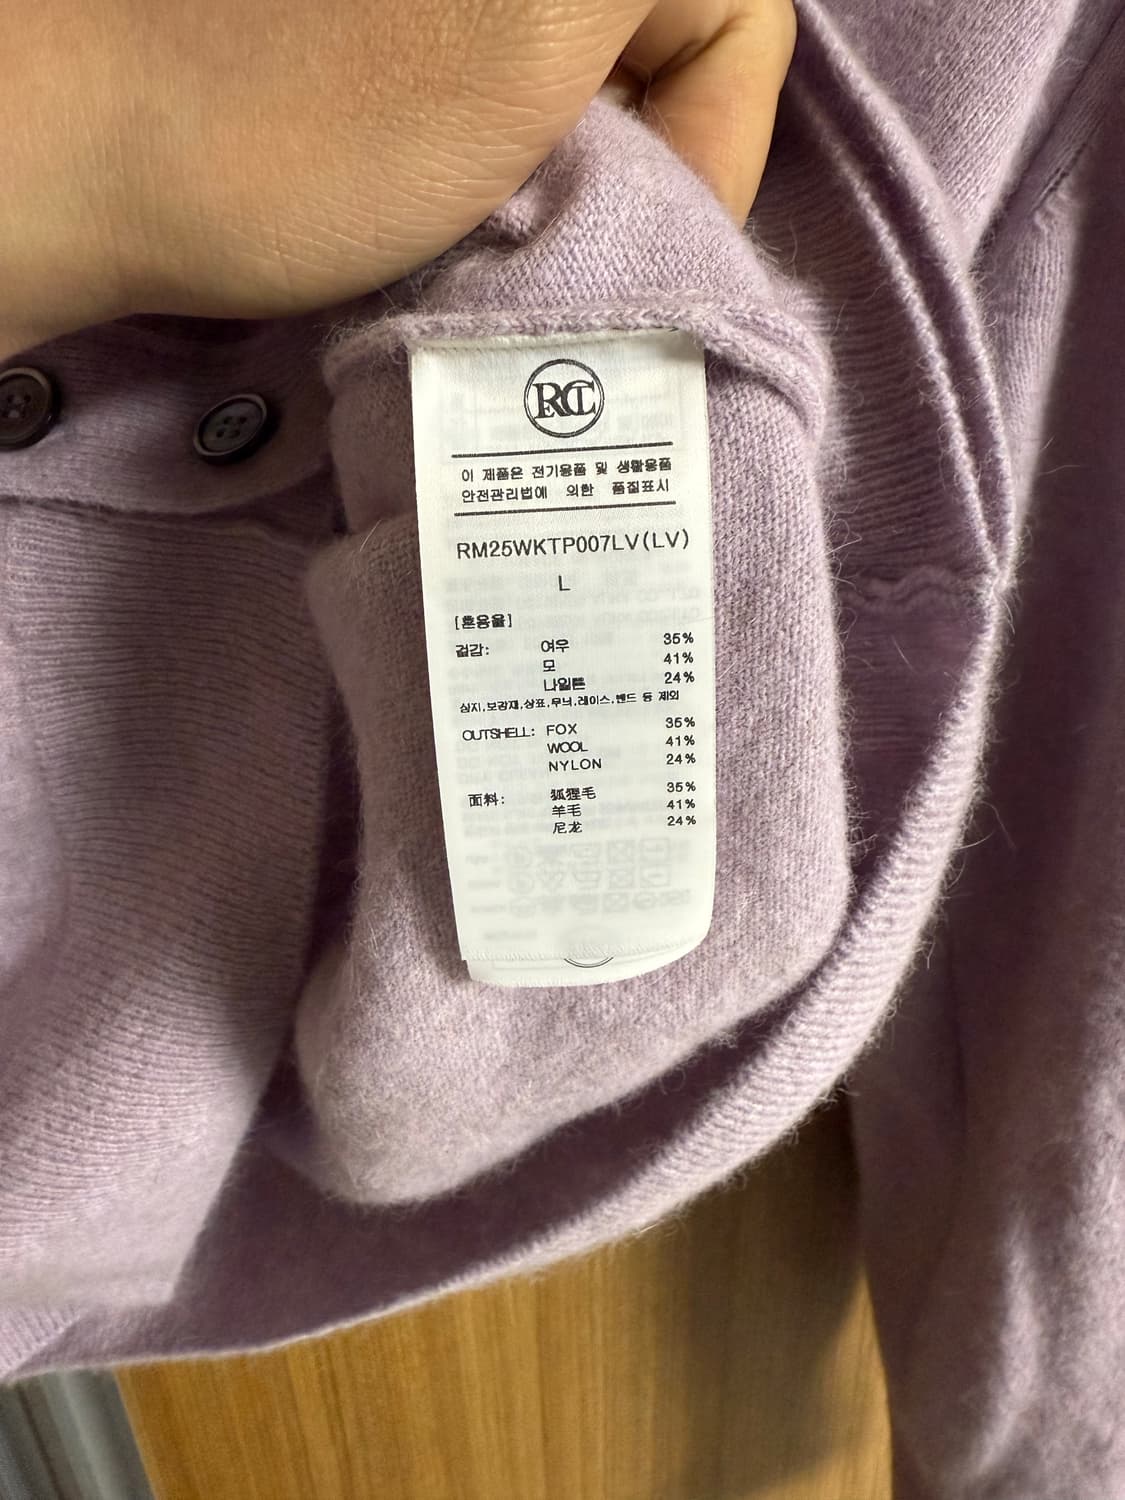 이 제품은 전기용품 및 생활용품
안전관리법에 의한 품질표시
RM25WKTP007LV(LV)
L
[혼용율]
겉감: 여우 35%
모 41%
나일론 24%
심지,보강재,상표,무늬,레이스,밴드 등 제외
OUTSHELL: FOX 35%
WOOL 41%
NYLON 24%
面料: 狐狸毛 35%
羊毛 41%
尼龙 24%